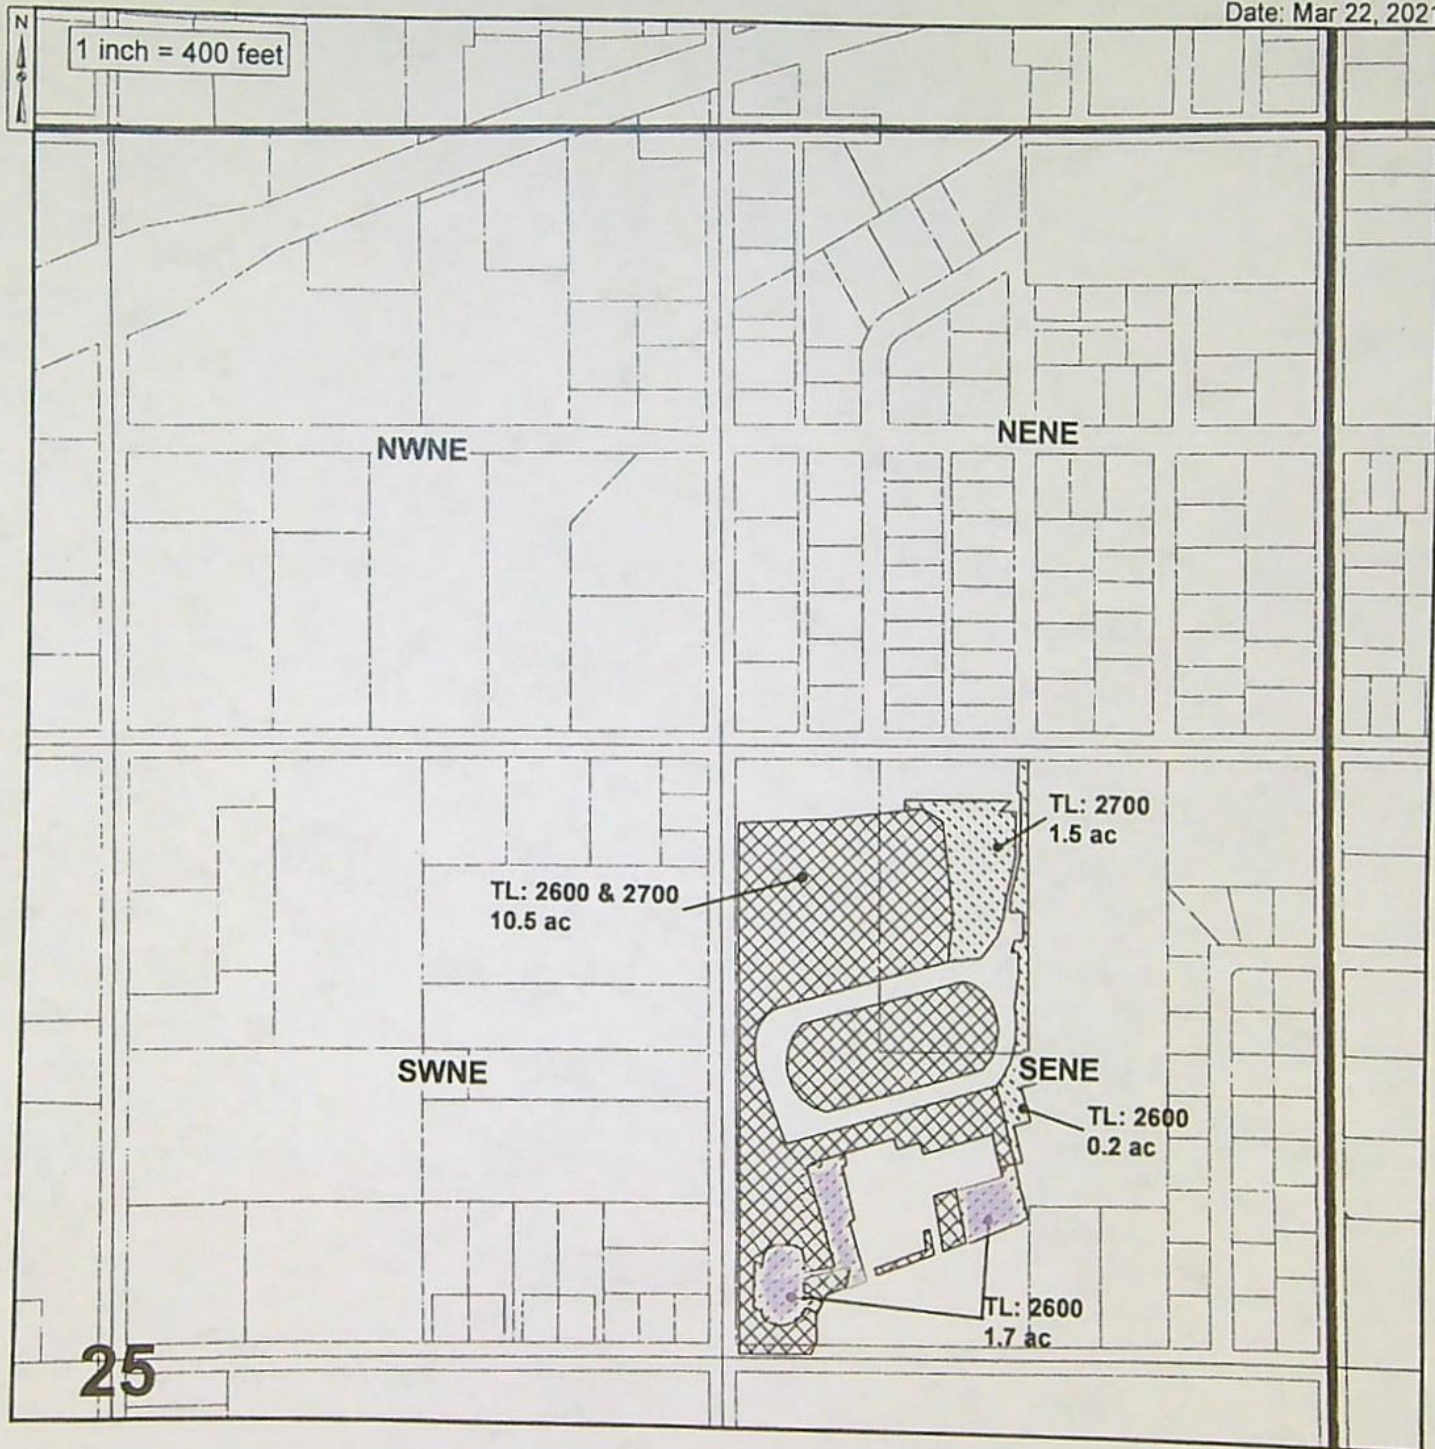 Date: Mar 22, 2021
N
1 inch = 400 feet
NWNE
NENE
TL: 2700
1.5 ac
TL: 2600 & 2700
10.5 ac
SWNE
SENE
TL: 2600
0.2 ac
TL: 2600
1.7 ac
25